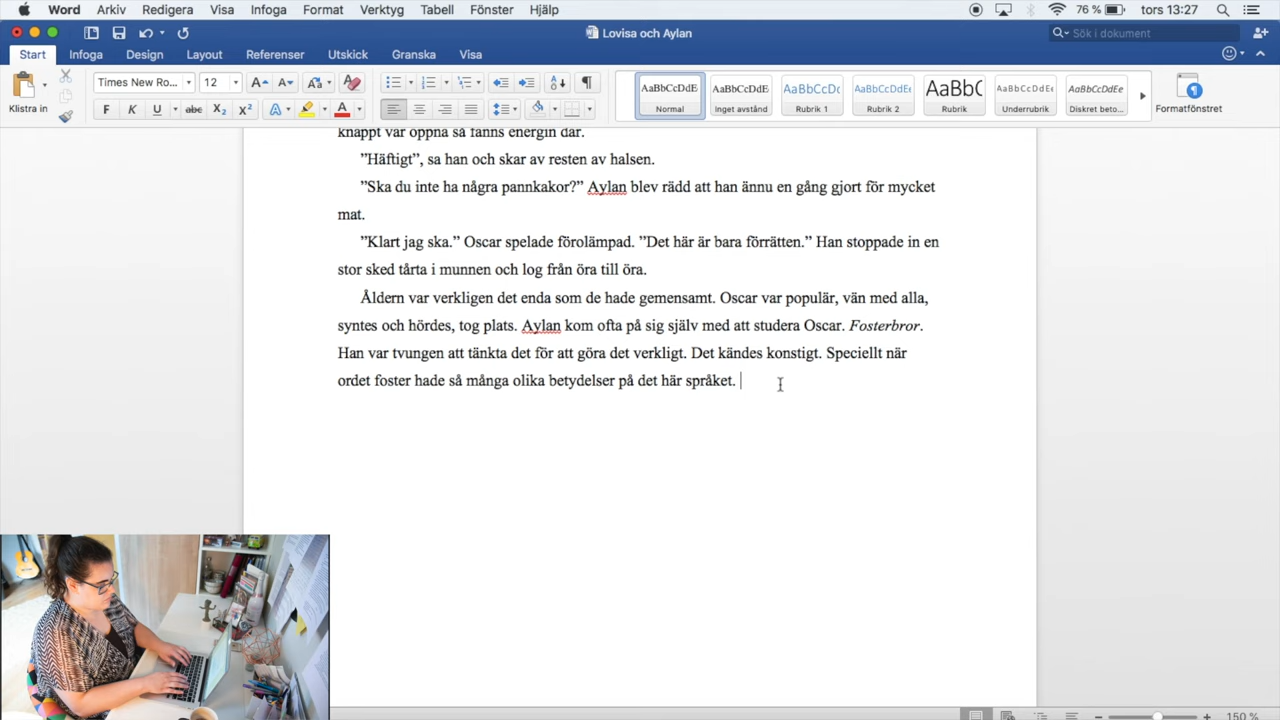 Word Arkiv Redigera Visa Infoga Format Verktyg Tabell Fönster Hjälp 76 % tors 13:27
Lovisa och Aylan Sök i dokument
Start Infoga Design Layout Referenser Utskick Granska Visa
Klistra in Times New Ro... 12 AaBbCcDdE AaBbCcDdE AaBbCcDc AaBbCcDdE AaBbC AaBbCcDdE AaBbCcDdEe
F K U abc X₂ X² Normal Inget avstånd Rubrik 1 Rubrik 2 Rubrik Underrubrik Diskret beto... Formatfönstret
knappt var öppna så fanns energin där.
”Häftigt”, sa han och skar av resten av halsen.
”Ska du inte ha några pannkakor?” Aylan blev rädd att han ännu en gång gjort för mycket
mat.
”Klart jag ska.” Oscar spelade förolämpad. ”Det här är bara förrätten.” Han stoppade in en
stor sked tårta i munnen och log från öra till öra.
Åldern var verkligen det enda som de hade gemensamt. Oscar var populär, vän med alla,
syntes och hördes, tog plats. Aylan kom ofta på sig själv med att studera Oscar. Fosterbror.
Han var tvungen att tänkta det för att göra det verkligt. Det kändes konstigt. Speciellt när
ordet foster hade så många olika betydelser på det här språket.
150 %